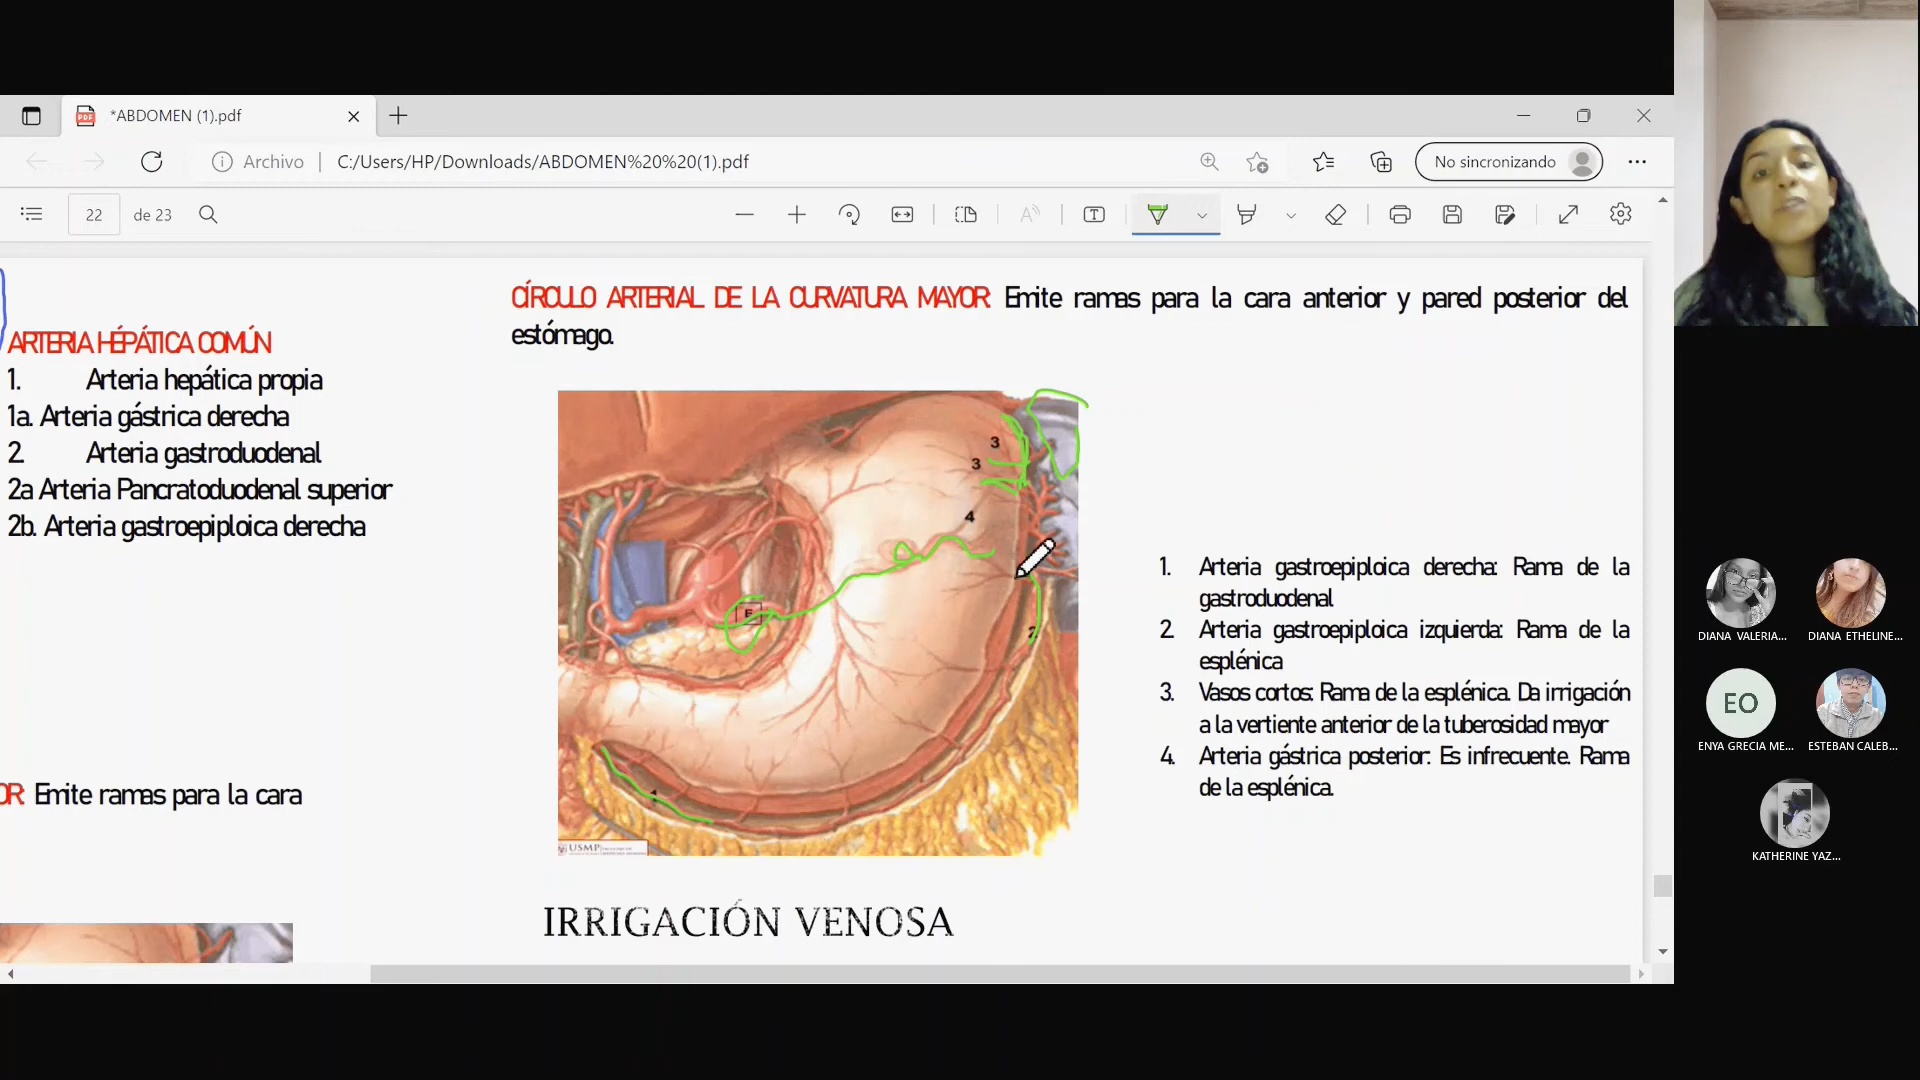 *ABDOMEN (1).pdf
Archivo
C:/Users/HP/Downloads/ABDOMEN%20%20(1).pdf
No sincronizando
22
de 23
CÍRCULO ARTERIAL DE LA CURVATURA MAYOR: Emite ramas para la cara anterior y pared posterior del
estómago.
ARTERIA HÉPÁTICA COMÚN
1. Arteria hepática propia
1a. Arteria gástrica derecha
2. Arteria gastroduodenal
2a Arteria Pancratoduodenal superior
2b. Arteria gastroepiploica derecha
OR: Emite ramas para la cara
3
3
4
E
2
1
USMP
1. Arteria gastroepiploica derecha: Rama de la
gastroduodenal
2. Arteria gastroepiploica izquierda: Rama de la
esplénica
3. Vasos cortos: Rama de la esplénica. Da irrigación
a la vertiente anterior de la tuberosidad mayor
4. Arteria gástrica posterior: Es infrecuente. Rama
de la esplénica.
IRRIGACIÓN VENOSA
DIANA VALERIA...
DIANA ETHELINE...
EO
ENYA GRECIA ME...
ESTEBAN CALEB...
KATHERINE YAZ...